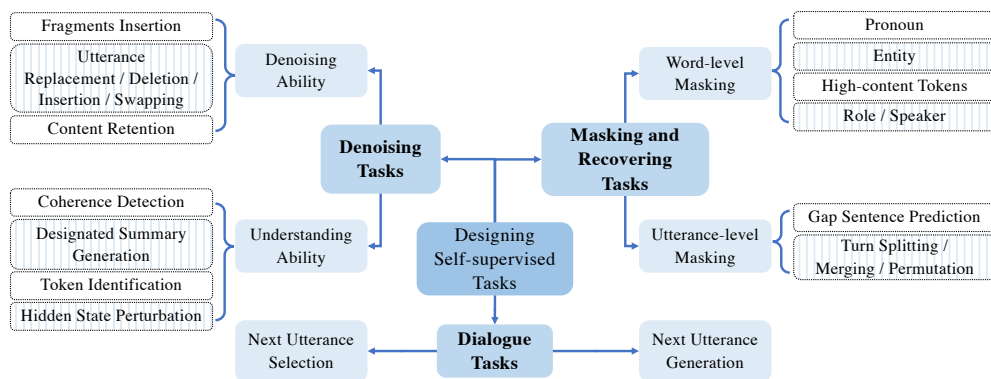 Fragments Insertion
Utterance
Replacement / Deletion /
Insertion / Swapping
Content Retention
Denoising
Ability
Coherence Detection
Designated Summary
Generation
Token Identification
Hidden State Perturbation
Understanding
Ability
Denoising
Tasks
Designing
Self-supervised
Tasks
Masking and
Recovering
Tasks
Word-level
Masking
Pronoun
Entity
High-content Tokens
Role / Speaker
Utterance-level
Masking
Gap Sentence Prediction
Turn Splitting /
Merging / Permutation
Next Utterance
Selection
Dialogue
Tasks
Next Utterance
Generation